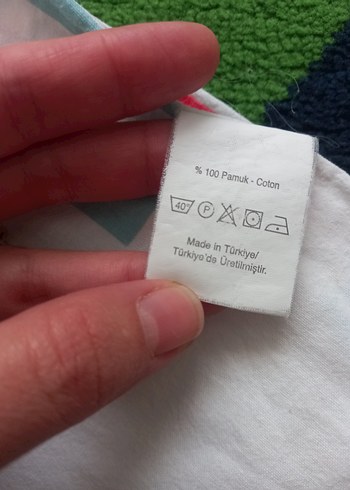 % 100 Pamuk - Coton
40°
P
Made in Türkiye/
Türkiye'de Üretilmiştir.